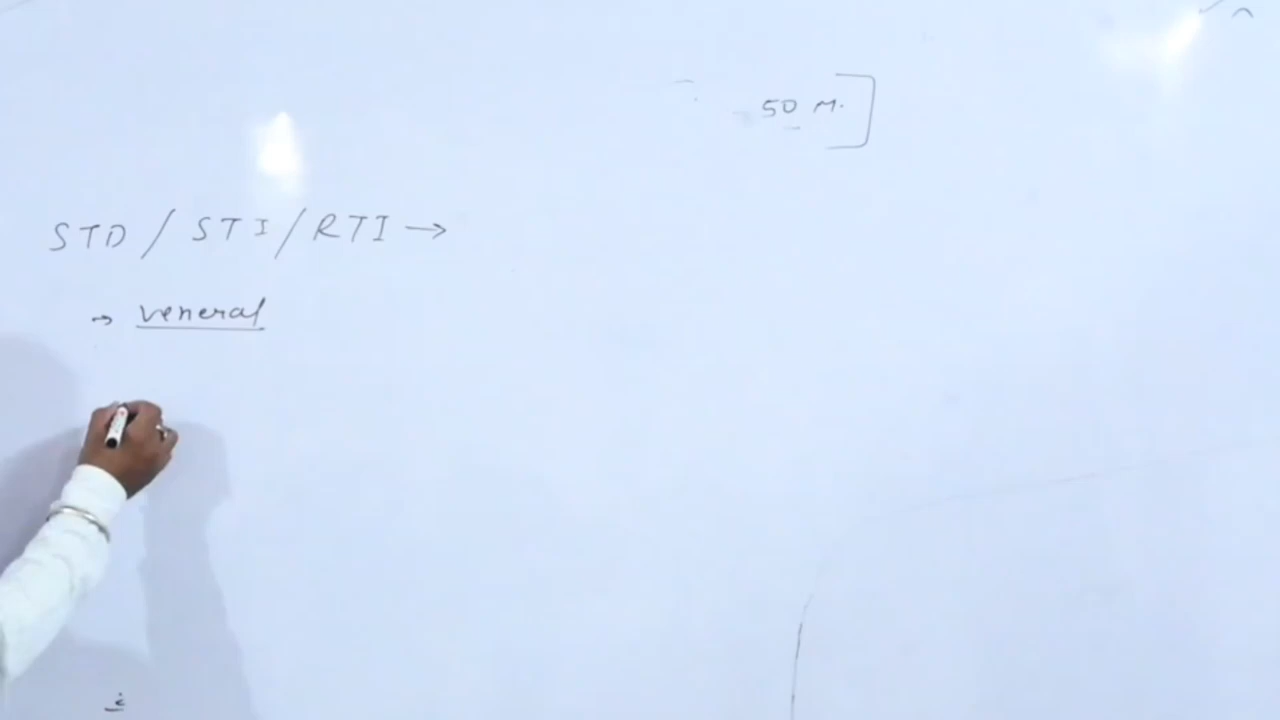 50 M.
STD / STI / RTI →
→ veneral